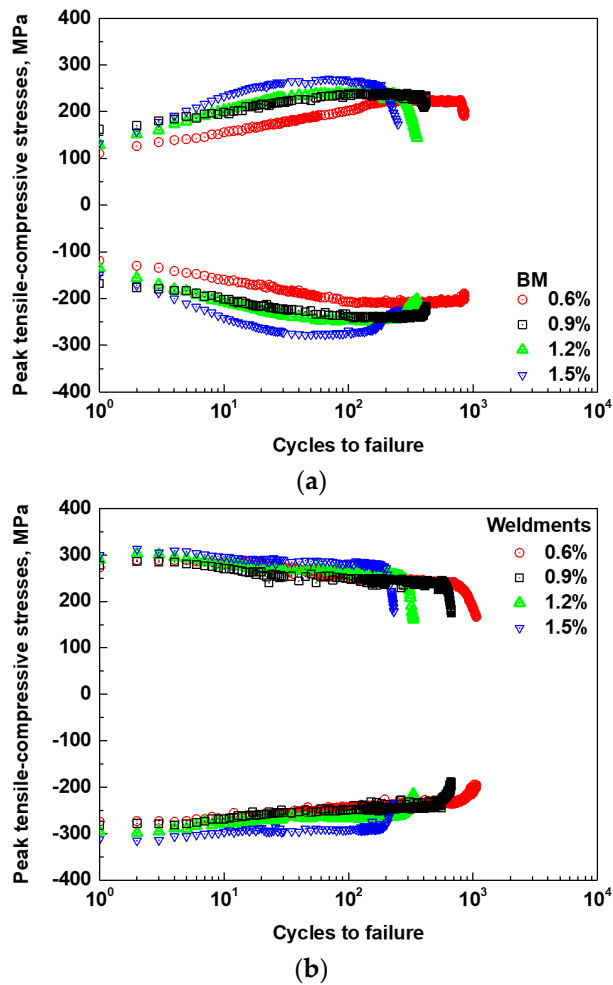 Peak tensile-compressive stresses, MPa
400
300
200
100
0
-100
-200
-300
-400
BM
0.6%
0.9%
1.2%
1.5%
10^0 10^1 10^2 10^3 10^4
Cycles to failure
(a)
Peak tensile-compressive stresses, MPa
400
300
200
100
0
-100
-200
-300
-400
Weldments
0.6%
0.9%
1.2%
1.5%
10^0 10^1 10^2 10^3 10^4
Cycles to failure
(b)